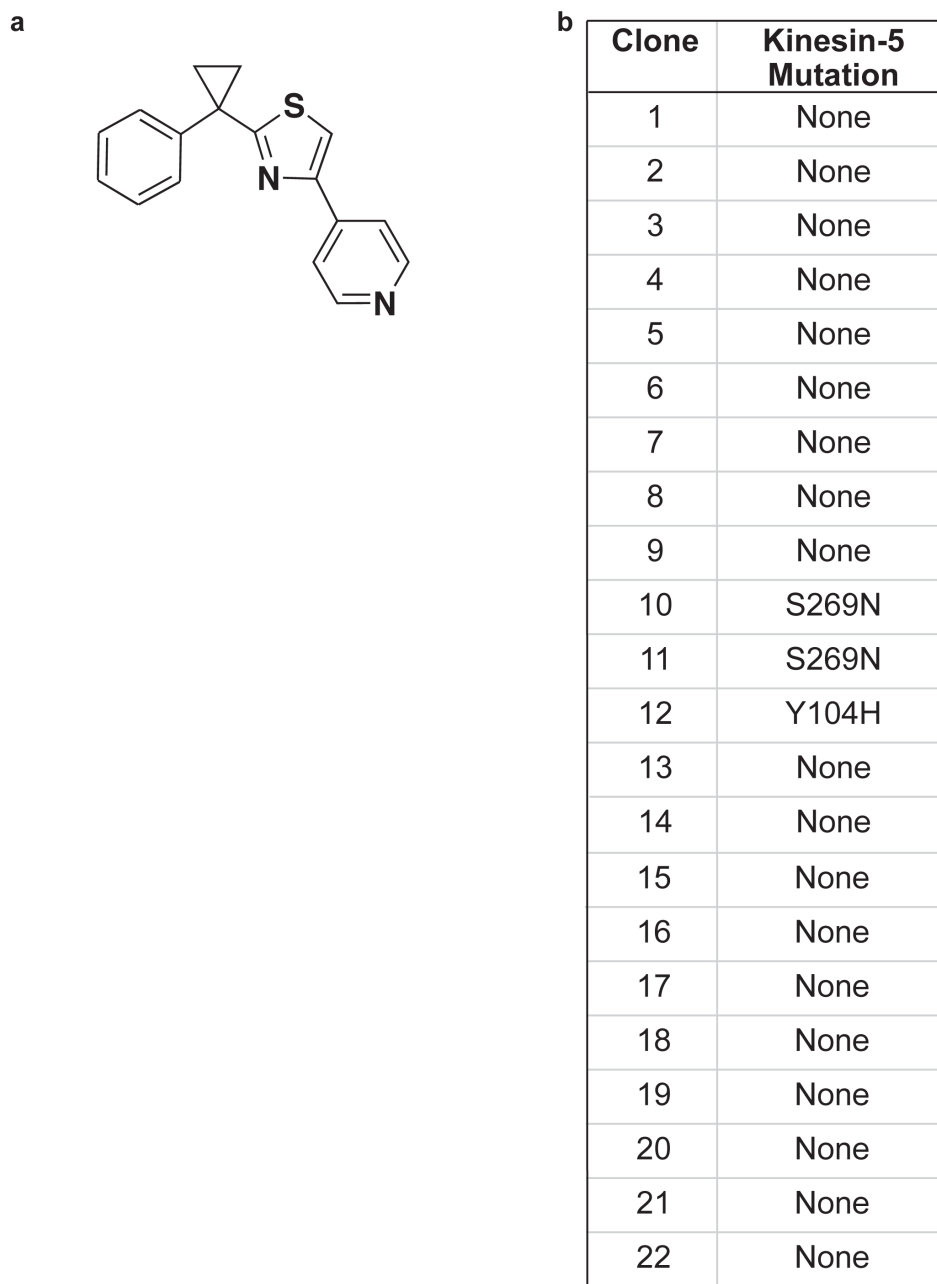 a
S
N
N
b
Clone Kinesin-5
Mutation
1 None
2 None
3 None
4 None
5 None
6 None
7 None
8 None
9 None
10 S269N
11 S269N
12 Y104H
13 None
14 None
15 None
16 None
17 None
18 None
19 None
20 None
21 None
22 None